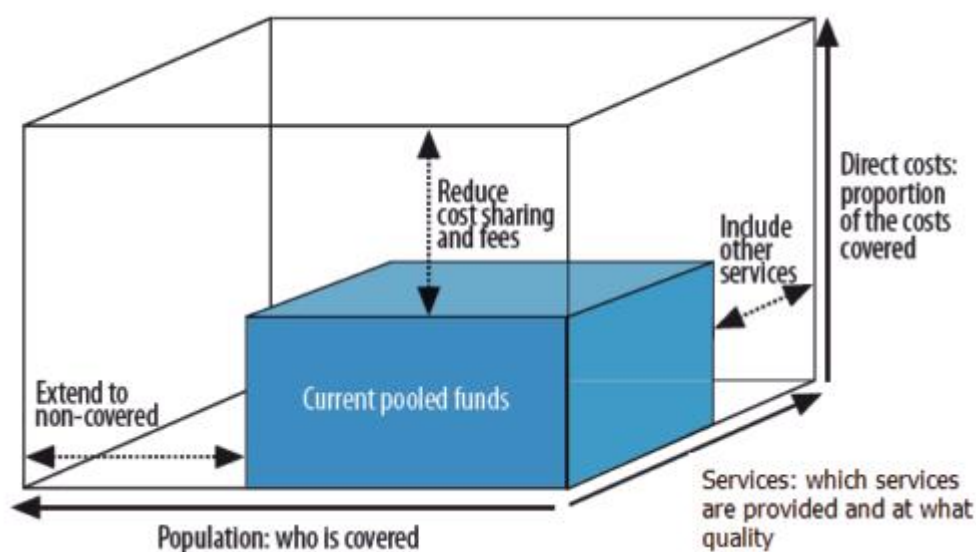 Reduce
cost sharing
and fees
Include
other
services
Direct costs:
proportion
of the costs
covered
Extend to
non-covered
Current pooled funds
Population: who is covered
Services: which services
are provided and at what
quality